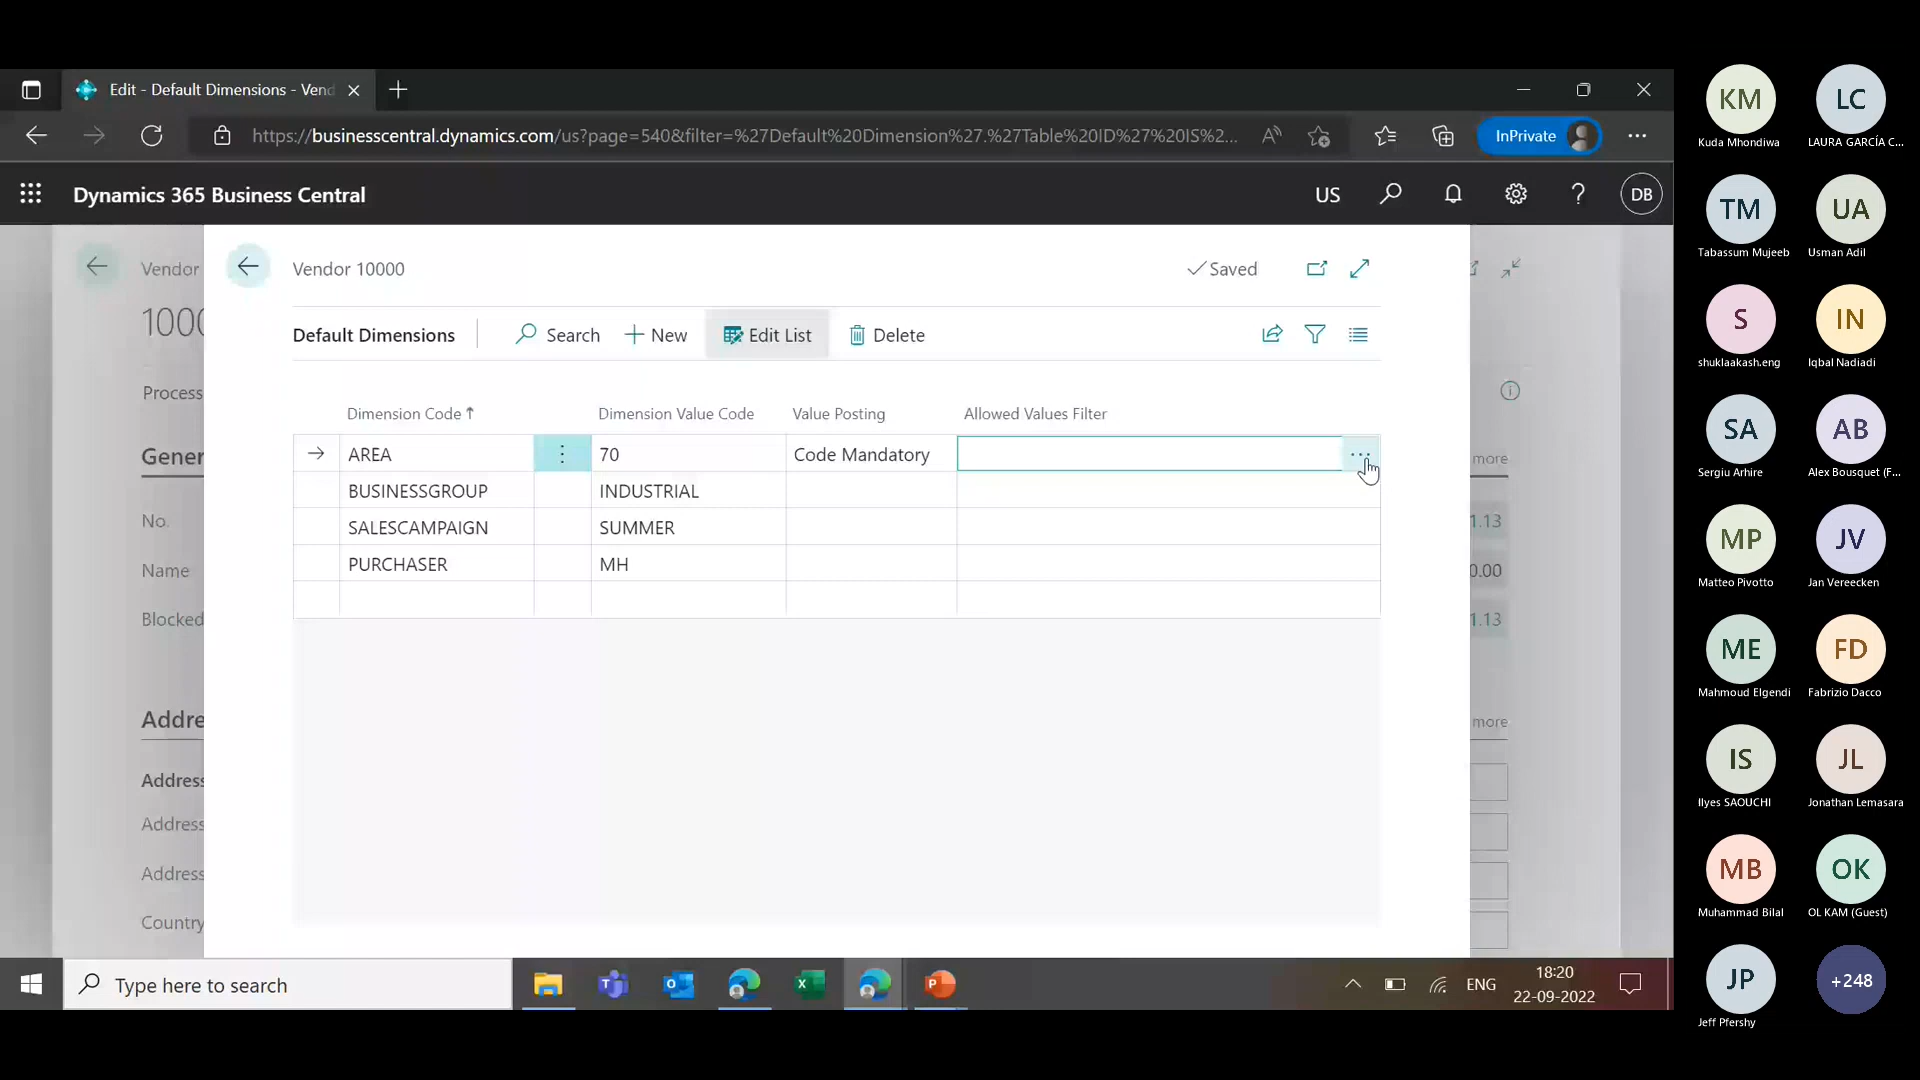 Edit - Default Dimensions - Vend
https://businesscentral.dynamics.com/us?page=540&filter=%27Default%20Dimension%27.%27Table%20ID%27%20IS%2...
InPrivate
Dynamics 365 Business Central
US
DB
Vendor
Vendor 10000
Saved
1000
Default Dimensions
Search
New
Edit List
Delete
Process
Dimension Code
Dimension Value Code
Value Posting
Allowed Values Filter
Gener
more
AREA
70
Code Mandatory
BUSINESSGROUP
INDUSTRIAL
SALESCAMPAIGN
SUMMER
PURCHASER
MH
No.
1.13
Name
0.00
Blocked
1.13
Addre
more
Address
Address
Address
Country
Type here to search
ENG
18:20
22-09-2022
KM
Kuda Mhondiwa
LC
LAURA GARCÍA C...
TM
Tabassum Mujeeb
UA
Usman Adil
S
shuklaakash.eng
IN
Iqbal Nadiadi
SA
Sergiu Arhire
AB
Alex Bousquet (F...
MP
Matteo Pivotto
JV
Jan Vereecken
ME
Mahmoud Elgendi
FD
Fabrizio Dacco
IS
Ilyes SAOUCHI
JL
Jonathan Lemasara
MB
Muhammad Bilal
OK
OL KAM (Guest)
JP
Jeff Pfershy
+248